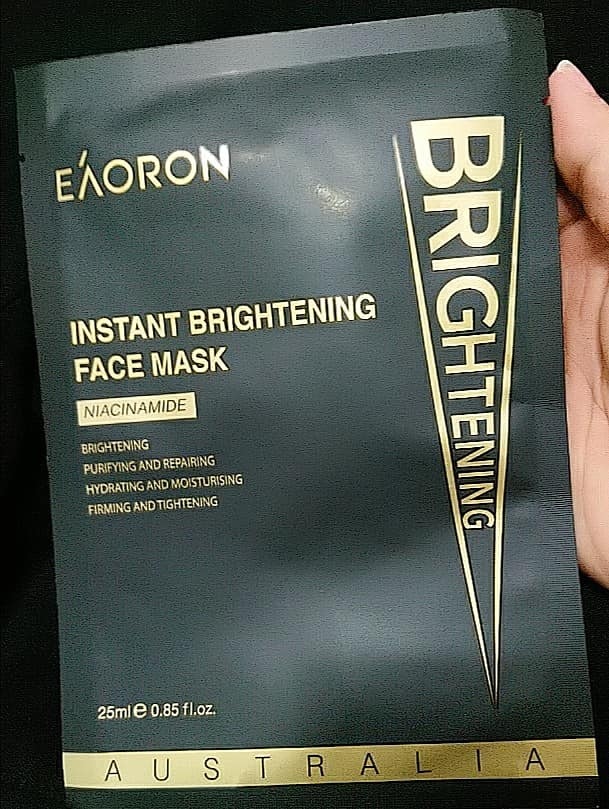 EÁORON
BRIGHTENING
INSTANT BRIGHTENING
FACE MASK
NIACINAMIDE
BRIGHTENING
PURIFYING AND REPAIRING
HYDRATING AND MOISTURISING
FIRMING AND TIGHTENING
25ml℮ 0.85 fl.oz.
AUSTRALIA